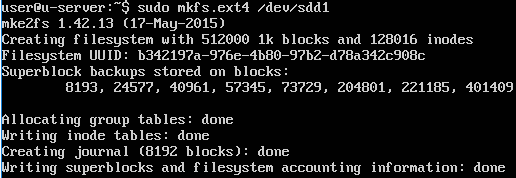 user@u-server:~$ sudo mkfs.ext4 /dev/sdd1
mke2fs 1.42.13 (17-May-2015)
Creating filesystem with 512000 1k blocks and 128016 inodes
Filesystem UUID: b342197a-976e-4b80-97b2-d78a342c908c
Superblock backups stored on blocks:
8193, 24577, 40961, 57345, 73729, 204801, 221185, 401409
Allocating group tables: done
Writing inode tables: done
Creating journal (8192 blocks): done
Writing superblocks and filesystem accounting information: done